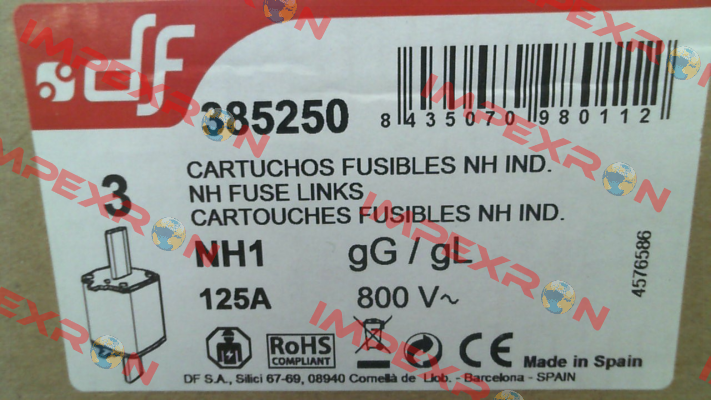 df
385250
8 435070 980112
3
CARTUCHOS FUSIBLES NH IND.
NH FUSE LINKS
CARTOUCHES FUSIBLES NH IND.
NH1 gG / gL
125A 800 V~
4576586
RoHS
COMPLIANT
CE
Made in Spain
DF S.A., Silici 67-69, 08940 Cornellà de Llob. - Barcelona - SPAIN
IMPEXRON
IMPEXRON
IMPEXRON
IMPEXRON
IMPEXRON
IMPEXRON